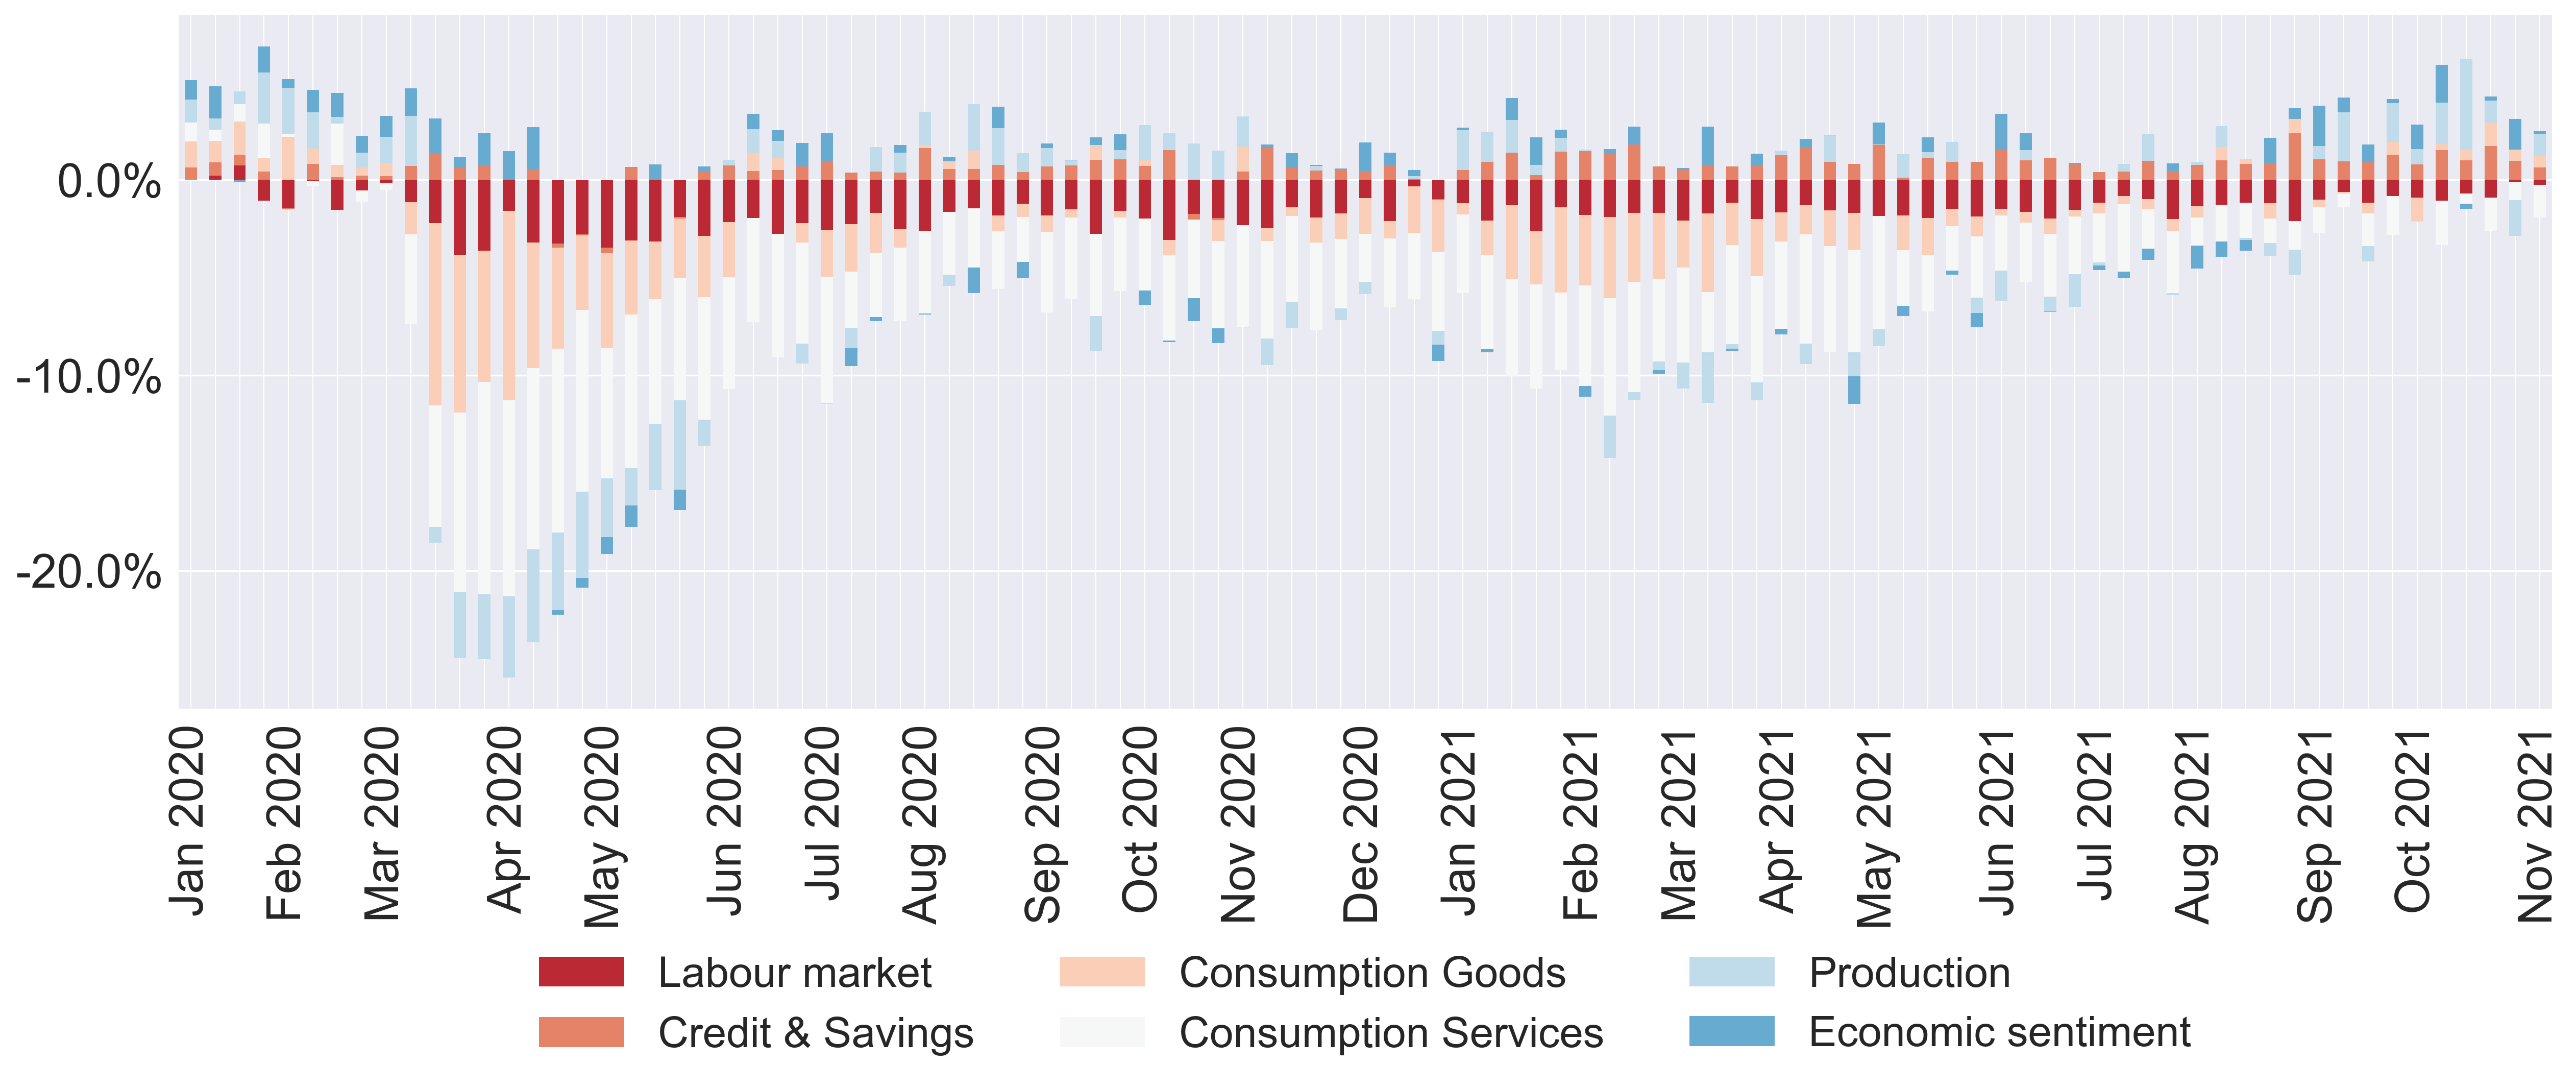 0.0%
-10.0%
-20.0%
Jan 2020
Feb 2020
Mar 2020
Apr 2020
May 2020
Jun 2020
Jul 2020
Aug 2020
Sep 2020
Oct 2020
Nov 2020
Dec 2020
Jan 2021
Feb 2021
Mar 2021
Apr 2021
May 2021
Jun 2021
Jul 2021
Aug 2021
Sep 2021
Oct 2021
Nov 2021
Labour market
Credit & Savings
Consumption Goods
Consumption Services
Production
Economic sentiment